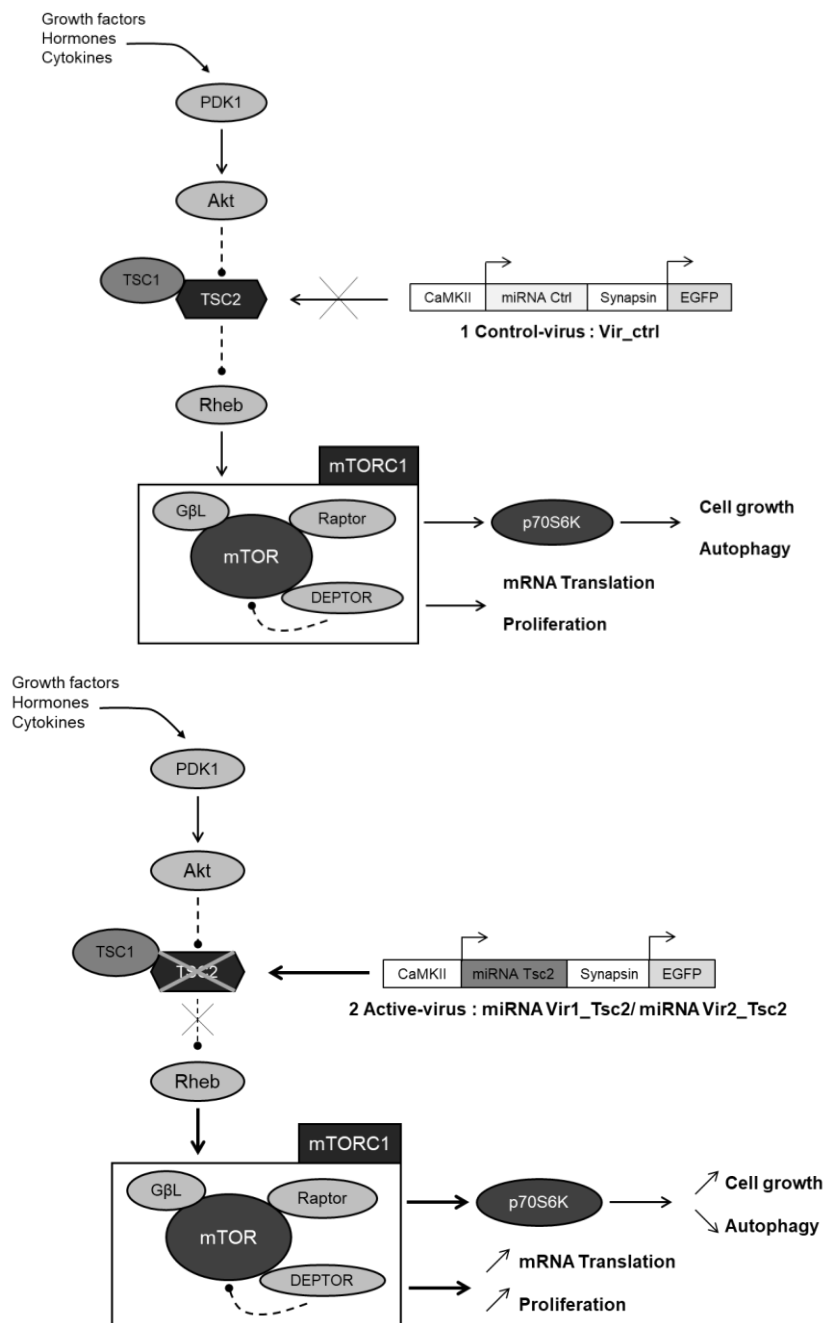 Growth factors
Hormones
Cytokines
PDK1
Akt
TSC1
TSC2
CaMKII miRNA Ctrl Synapsin EGFP
1 Control-virus : Vir_ctrl
Rheb
mTORC1
GβL
Raptor
mTOR
DEPTOR
p70S6K
Cell growth
Autophagy
mRNA Translation
Proliferation
Growth factors
Hormones
Cytokines
PDK1
Akt
TSC1
TSC2
CaMKII miRNA Tsc2 Synapsin EGFP
2 Active-virus : miRNA Vir1_Tsc2/ miRNA Vir2_Tsc2
Rheb
mTORC1
GβL
Raptor
mTOR
DEPTOR
p70S6K
Cell growth
Autophagy
mRNA Translation
Proliferation